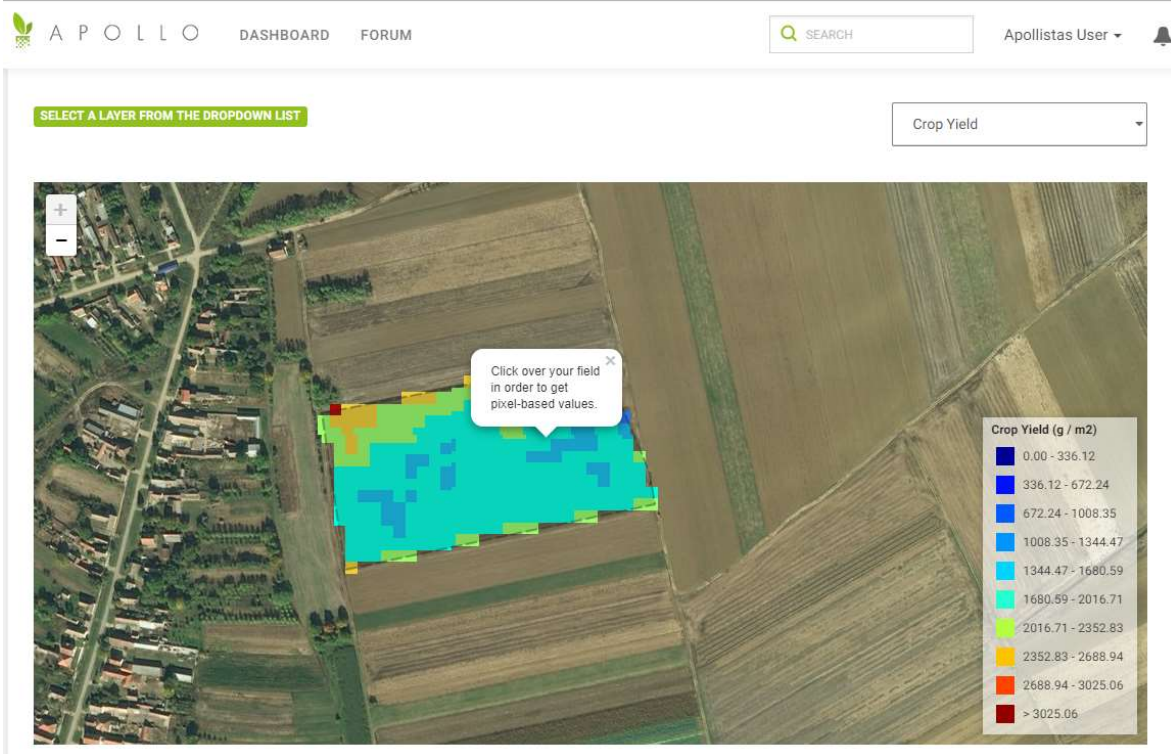 APOLLO DASHBOARD FORUM SEARCH Apollistas User
SELECT A LAYER FROM THE DROPDOWN LIST
Crop Yield
+
−
Click over your field
in order to get
pixel-based values.
×
Crop Yield (g / m2)
0.00 - 336.12
336.12 - 672.24
672.24 - 1008.35
1008.35 - 1344.47
1344.47 - 1680.59
1680.59 - 2016.71
2016.71 - 2352.83
2352.83 - 2688.94
2688.94 - 3025.06
> 3025.06